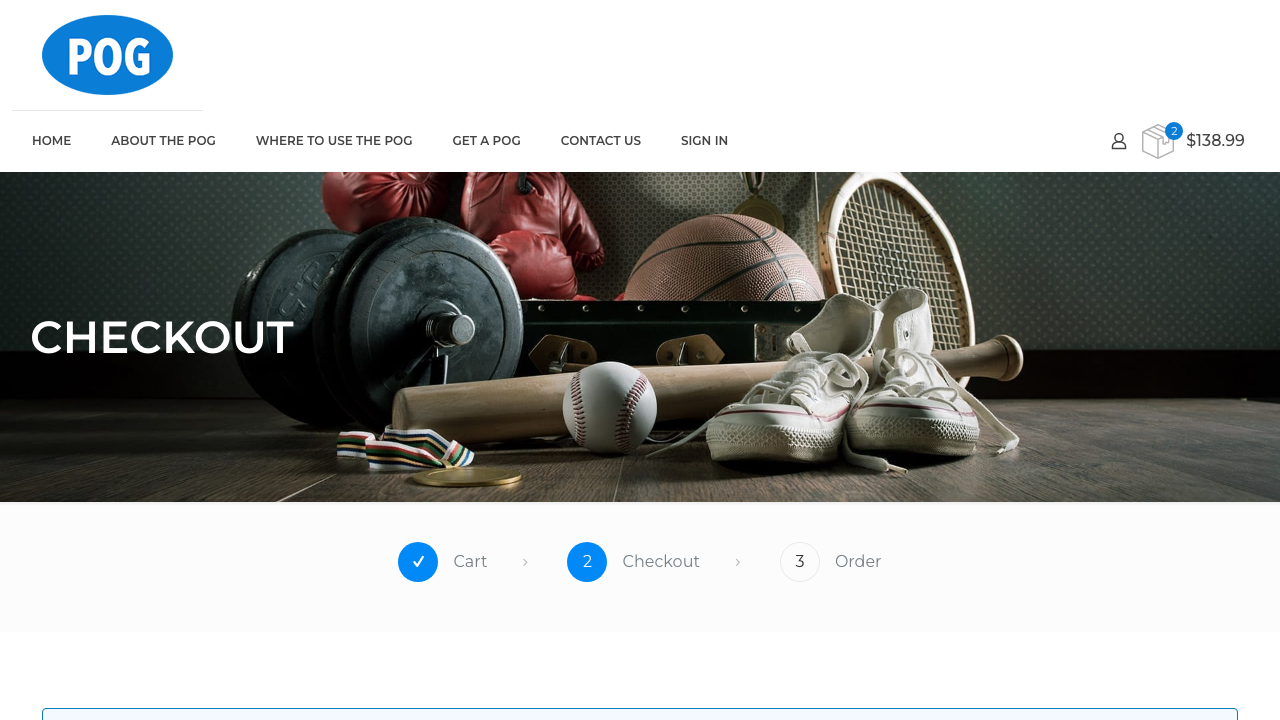 POG
HOME ABOUT THE POG WHERE TO USE THE POG GET A POG CONTACT US SIGN IN 2 $138.99
CHECKOUT
Cart 2 Checkout 3 Order